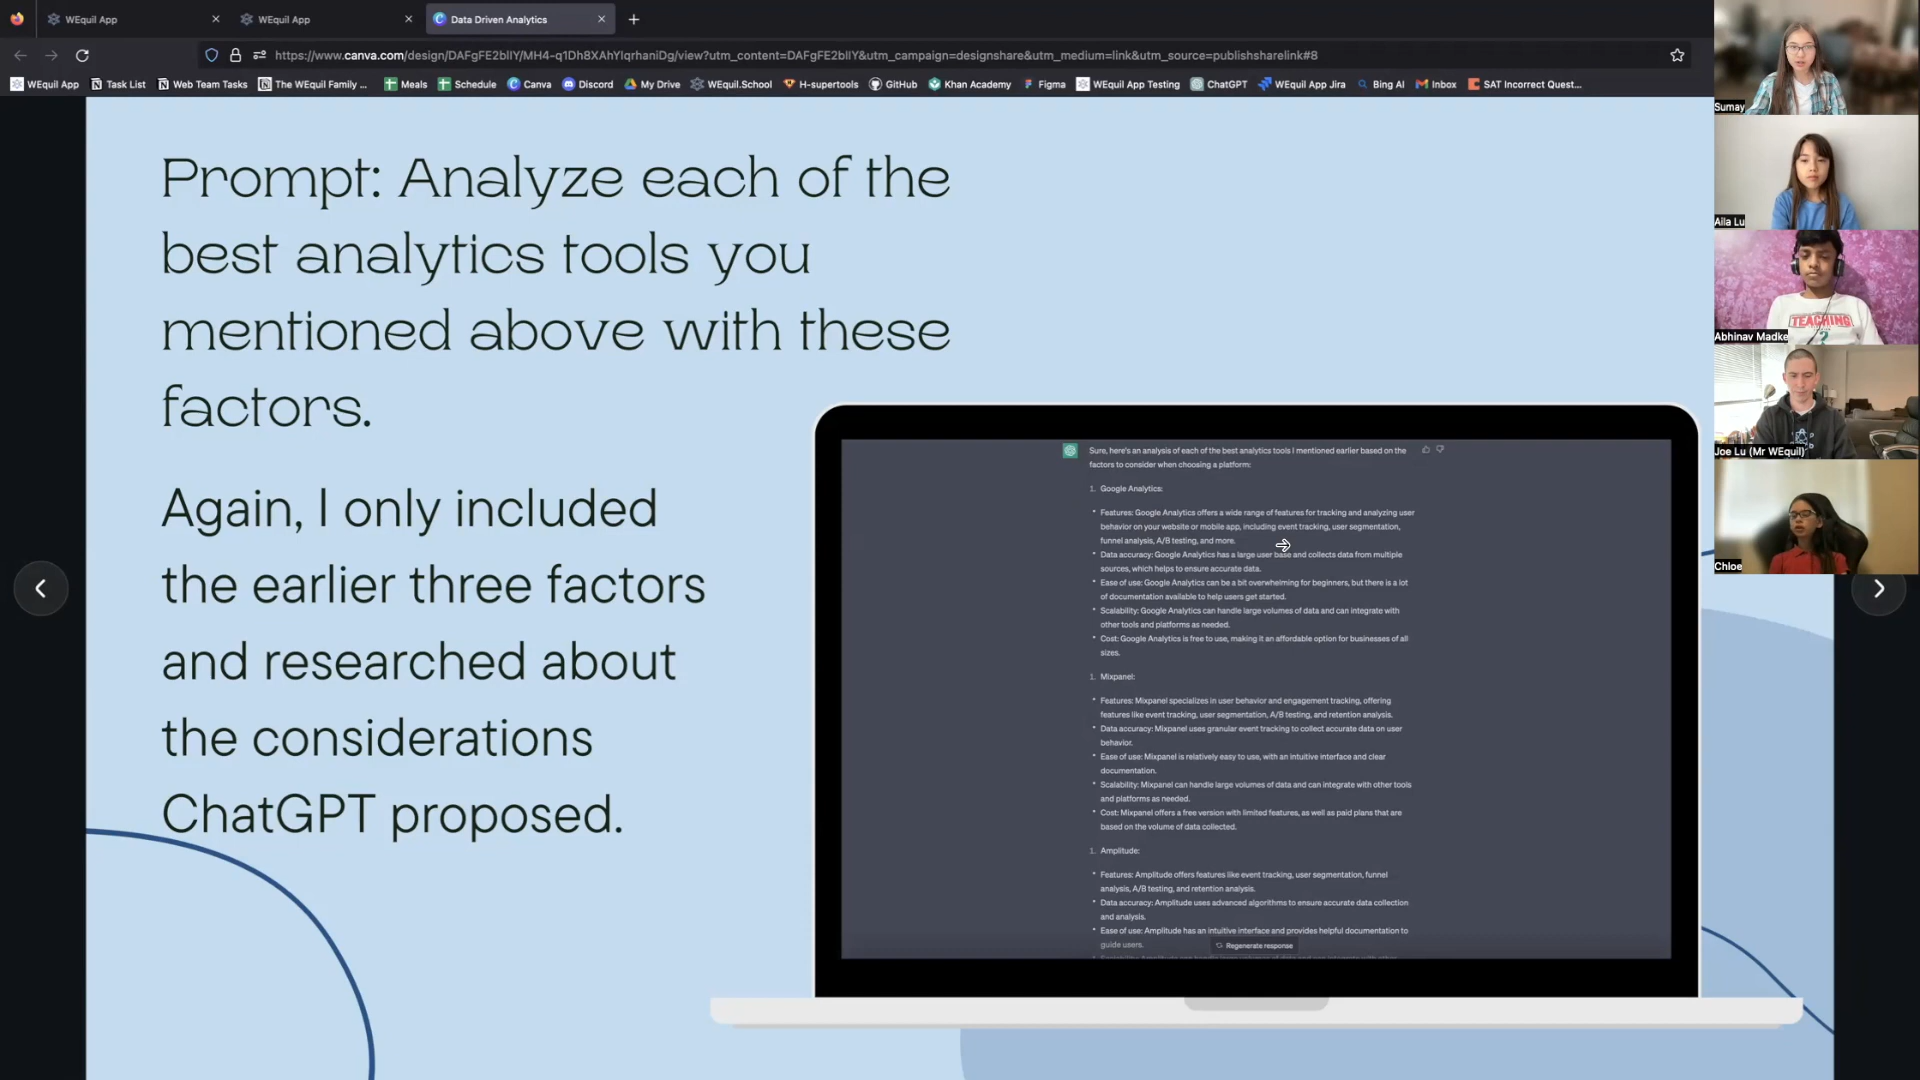 WEquil App
WEquil App
Data Driven Analytics
https://www.canva.com/design/DAFgFE2bIIY/MH4-q1Dh8XAhYIqrhaniDg/view?utm_content=DAFgFE2bIIY&utm_campaign=designshare&utm_medium=link&utm_source=publishsharelink#8
WEquil App
Task List
Web Team Tasks
The WEquil Family ...
Meals
Schedule
Canva
Discord
My Drive
WEquil.School
H-supertools
GitHub
Khan Academy
Figma
WEquil App Testing
ChatGPT
WEquil App Jira
Bing AI
Inbox
SAT Incorrect Quest...
Prompt: Analyze each of the
best analytics tools you
mentioned above with these
factors.
Again, I only included
the earlier three factors
and researched about
the considerations
ChatGPT proposed.
Sure, here's an analysis of each of the best analytics tools I mentioned earlier based on the
factors to consider when choosing a platform:
1. Google Analytics:
• Features: Google Analytics offers a wide range of features for tracking and analyzing user
behavior on your website or mobile app, including event tracking, user segmentation,
funnel analysis, A/B testing, and more.
• Data accuracy: Google Analytics has a large user base and collects data from multiple
sources, which helps to ensure accurate data.
• Ease of use: Google Analytics can be a bit overwhelming for beginners, but there is a lot
of documentation available to help users get started.
• Scalability: Google Analytics can handle large volumes of data and can integrate with
other tools and platforms as needed.
• Cost: Google Analytics is free to use, making it an affordable option for businesses of all
sizes.
1. Mixpanel:
• Features: Mixpanel specializes in user behavior and engagement tracking, offering
features like event tracking, user segmentation, A/B testing, and retention analysis.
• Data accuracy: Mixpanel uses granular event tracking to collect accurate data on user
behavior.
• Ease of use: Mixpanel is relatively easy to use, with an intuitive interface and clear
documentation.
• Scalability: Mixpanel can handle large volumes of data and can integrate with other tools
and platforms as needed.
• Cost: Mixpanel offers a free version with limited features, as well as paid plans that are
based on the volume of data collected.
1. Amplitude:
• Features: Amplitude offers features like event tracking, user segmentation, funnel
analysis, A/B testing, and retention analysis.
• Data accuracy: Amplitude uses advanced algorithms to ensure accurate data collection
and analysis.
• Ease of use: Amplitude has an intuitive interface and provides helpful documentation to
guide users.
Regenerate response
Sumay
Aila Lu
TEACHING
Abhinav Madke
Joe Lu (Mr WEquil)
Chloe